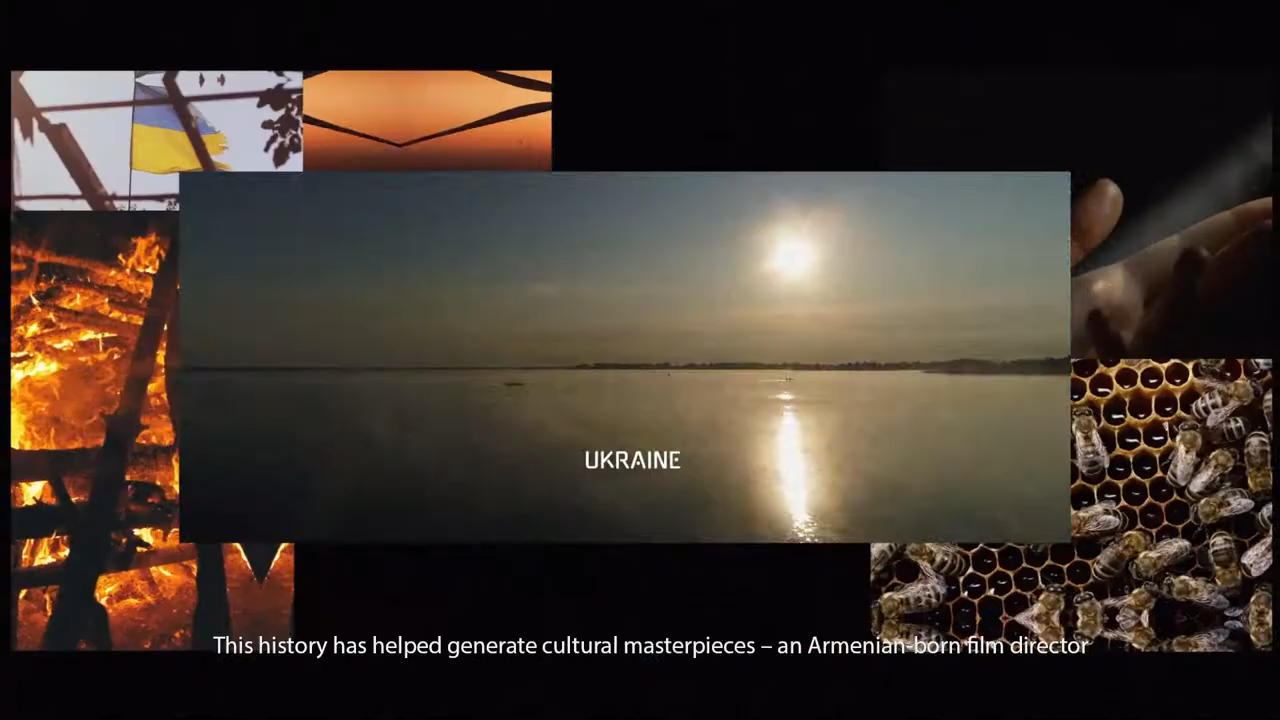 UKRAINE
This history has helped generate cultural masterpieces – an Armenian-born film director